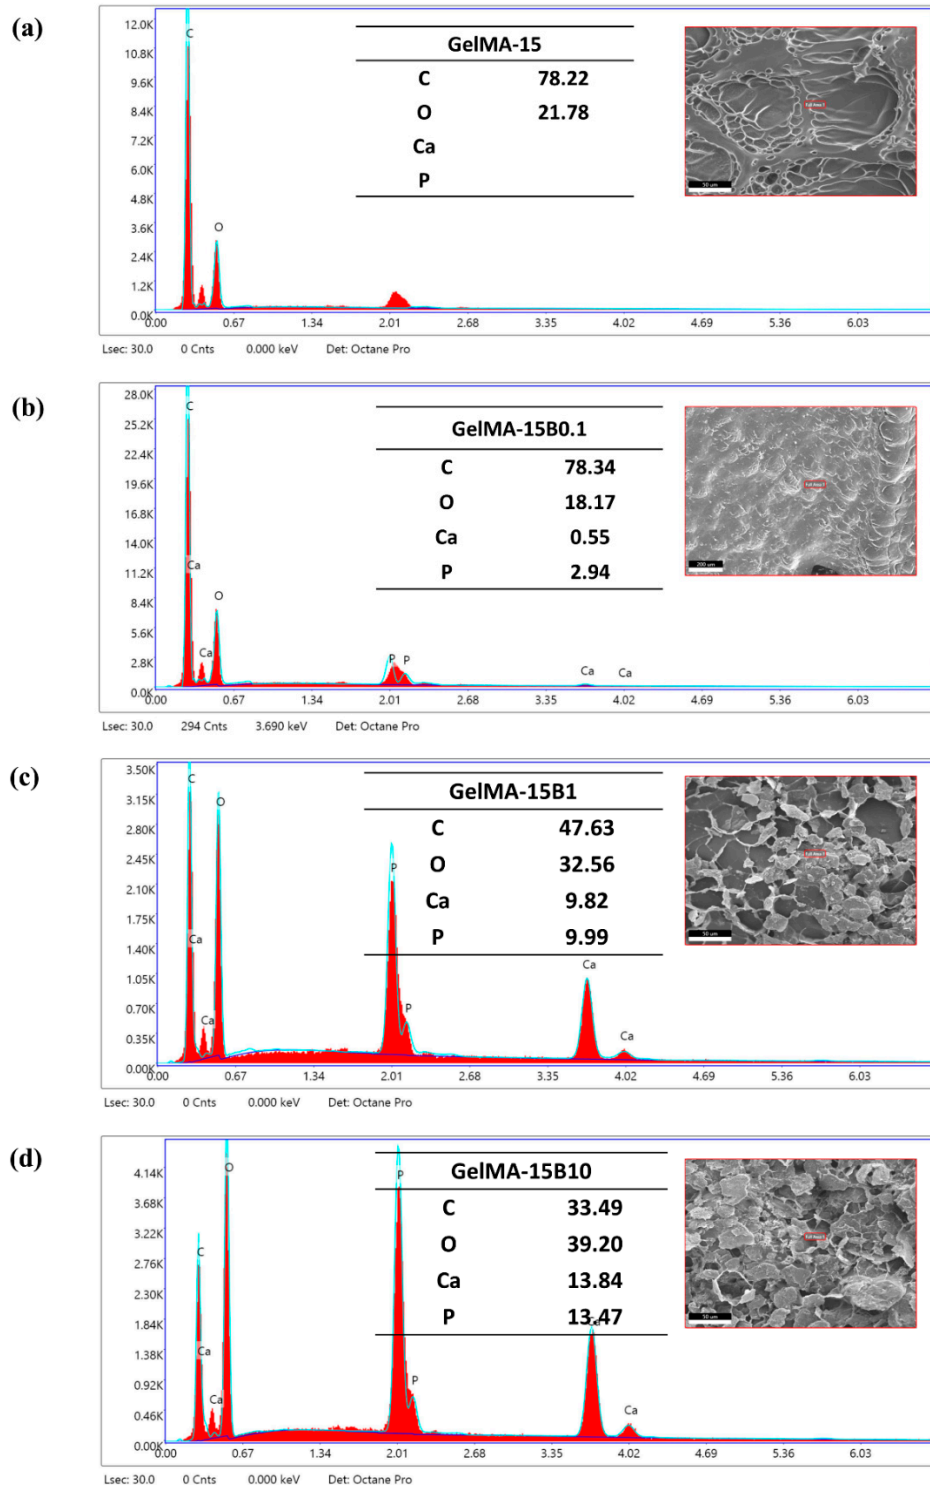 (a)
GelMA-15
C 78.22
O 21.78
Ca
P
12.0K
10.8K
9.6K
8.4K
7.2K
6.0K
4.8K
3.6K
2.4K
1.2K
0.0K
C
O
50 um
0.00 0.67 1.34 2.01 2.68 3.35 4.02 4.69 5.36 6.03
Lsec: 30.0 0 Cnts 0.000 keV Det: Octane Pro
(b)
GelMA-15B0.1
C 78.34
O 18.17
Ca 0.55
P 2.94
28.0K
25.2K
22.4K
19.6K
16.8K
14.0K
11.2K
8.4K
5.6K
2.8K
0.0K
C
Ca
O
Ca
P P
Ca Ca
200 um
0.00 0.67 1.34 2.01 2.68 3.35 4.02 4.69 5.36 6.03
Lsec: 30.0 294 Cnts 3.690 keV Det: Octane Pro
(c)
GelMA-15B1
C 47.63
O 32.56
Ca 9.82
P 9.99
3.50K
3.15K
2.80K
2.45K
2.10K
1.75K
1.40K
1.05K
0.70K
0.35K
0.00K
C
O
Ca
Ca
P
P
Ca
Ca
50 um
0.00 0.67 1.34 2.01 2.68 3.35 4.02 4.69 5.36 6.03
Lsec: 30.0 0 Cnts 0.000 keV Det: Octane Pro
(d)
GelMA-15B10
C 33.49
O 39.20
Ca 13.84
P 13.47
4.14K
3.68K
3.22K
2.76K
2.30K
1.84K
1.38K
0.92K
0.46K
0.00K
O
C
Ca
Ca
P
P
Ca
Ca
50 um
0.00 0.67 1.34 2.01 2.68 3.35 4.02 4.69 5.36 6.03
Lsec: 30.0 0 Cnts 0.000 keV Det: Octane Pro